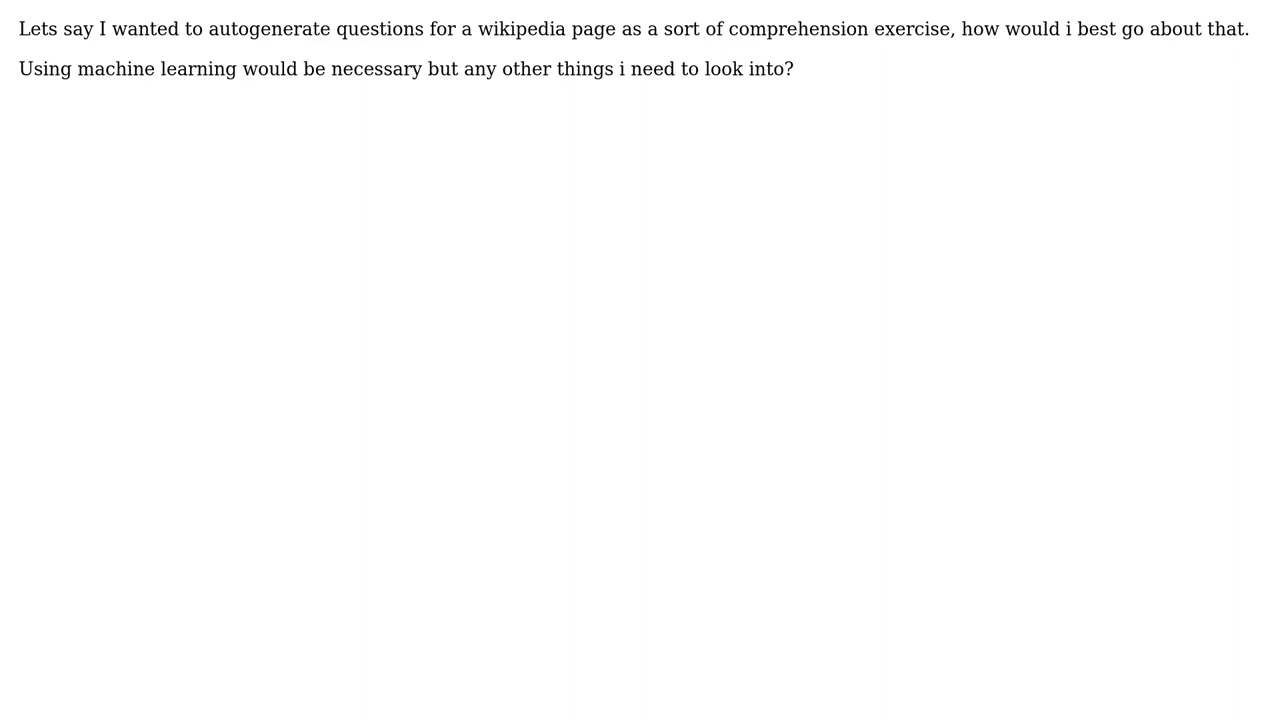 Lets say I wanted to autogenerate questions for a wikipedia page as a sort of comprehension exercise, how would i best go about that.
Using machine learning would be necessary but any other things i need to look into?